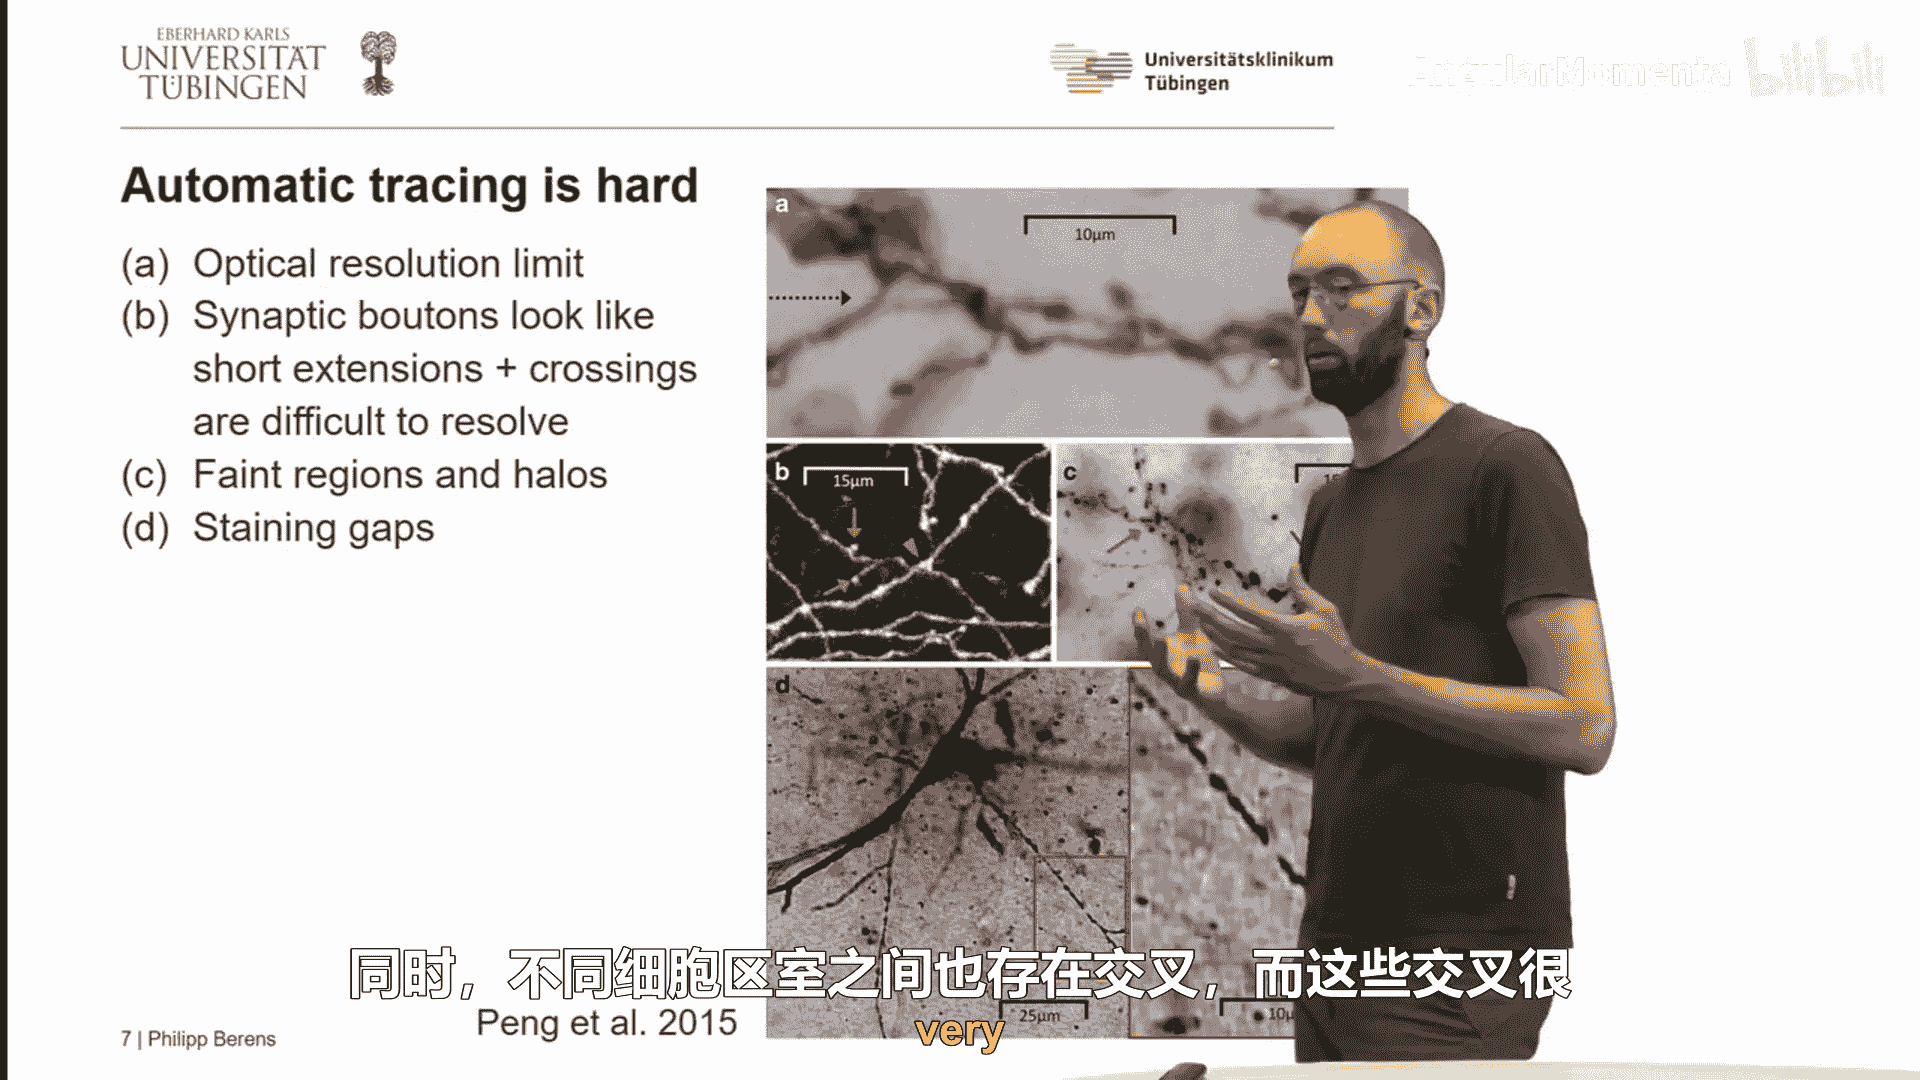 EBERHARD KARLS
UNIVERSITÄT
TÜBINGEN
Universitätsklinikum
Tübingen
AngularMomenta bilibili
Automatic tracing is hard
(a) Optical resolution limit
(b) Synaptic boutons look like
short extensions + crossings
are difficult to resolve
(c) Faint regions and halos
(d) Staining gaps
a
10µm
b
15µm
c
d
25µm
同时，不同细胞区室之间也存在交叉，而这些交叉很
very
Peng et al. 2015
7 | Philipp Berens